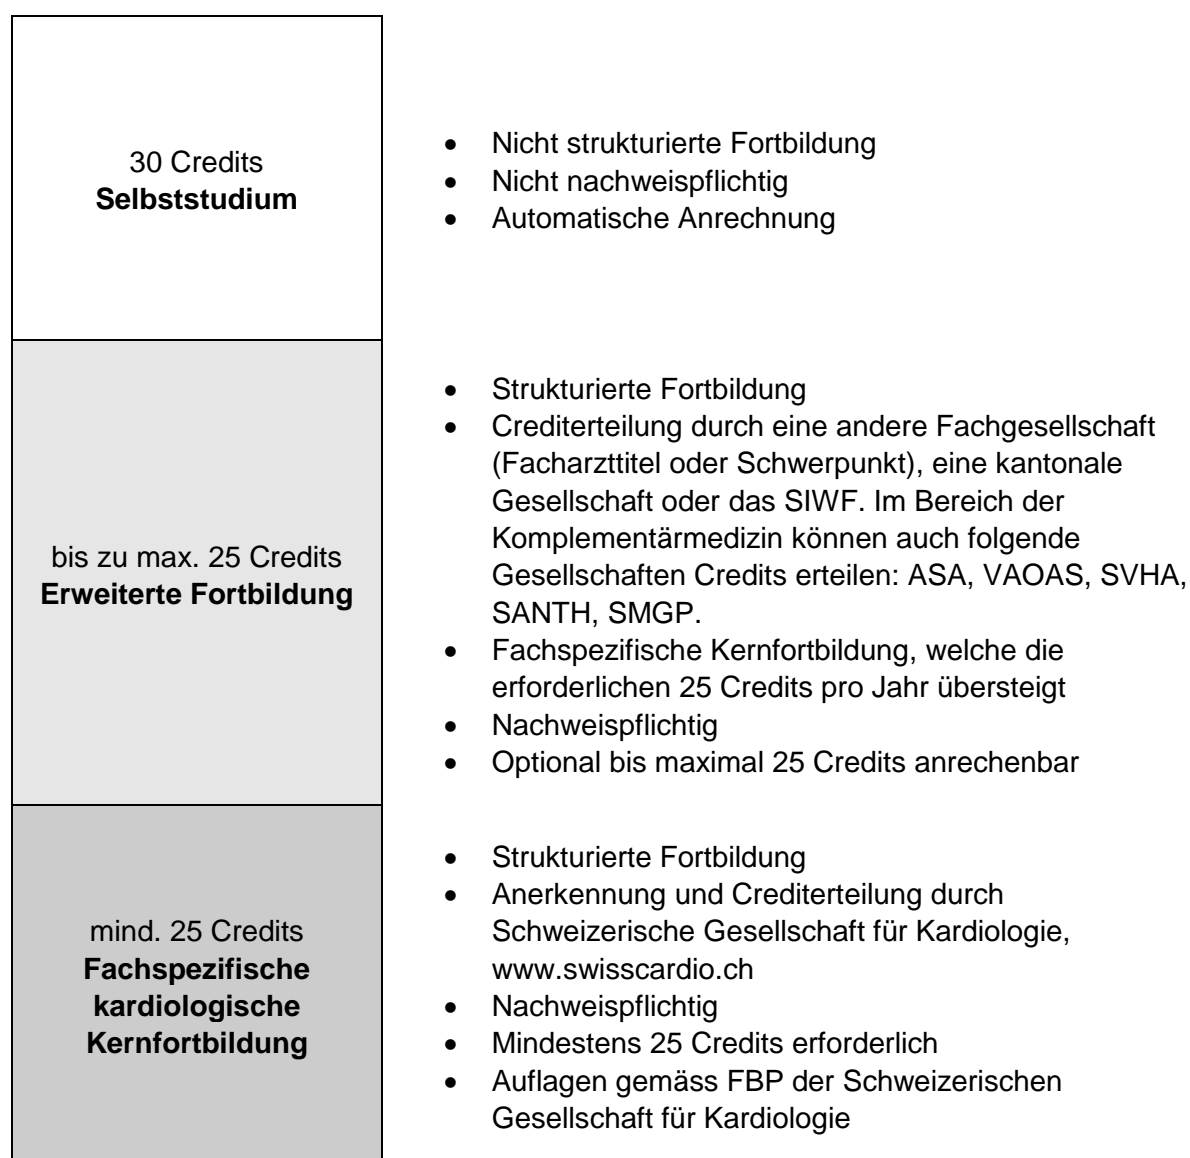 30 Credits
Selbststudium
• Nicht strukturierte Fortbildung
• Nicht nachweispflichtig
• Automatische Anrechnung
bis zu max. 25 Credits
Erweiterte Fortbildung
• Strukturierte Fortbildung
• Crediterteilung durch eine andere Fachgesellschaft
(Facharzttitel oder Schwerpunkt), eine kantonale
Gesellschaft oder das SIWF. Im Bereich der
Komplementärmedizin können auch folgende
Gesellschaften Credits erteilen: ASA, VAOAS, SVHA,
SANTH, SMGP.
• Fachspezifische Kernfortbildung, welche die
erforderlichen 25 Credits pro Jahr übersteigt
• Nachweispflichtig
• Optional bis maximal 25 Credits anrechenbar
mind. 25 Credits
Fachspezifische
kardiologische
Kernfortbildung
• Strukturierte Fortbildung
• Anerkennung und Crediterteilung durch
Schweizerische Gesellschaft für Kardiologie,
www.swisscardio.ch
• Nachweispflichtig
• Mindestens 25 Credits erforderlich
• Auflagen gemäss FBP der Schweizerischen
Gesellschaft für Kardiologie